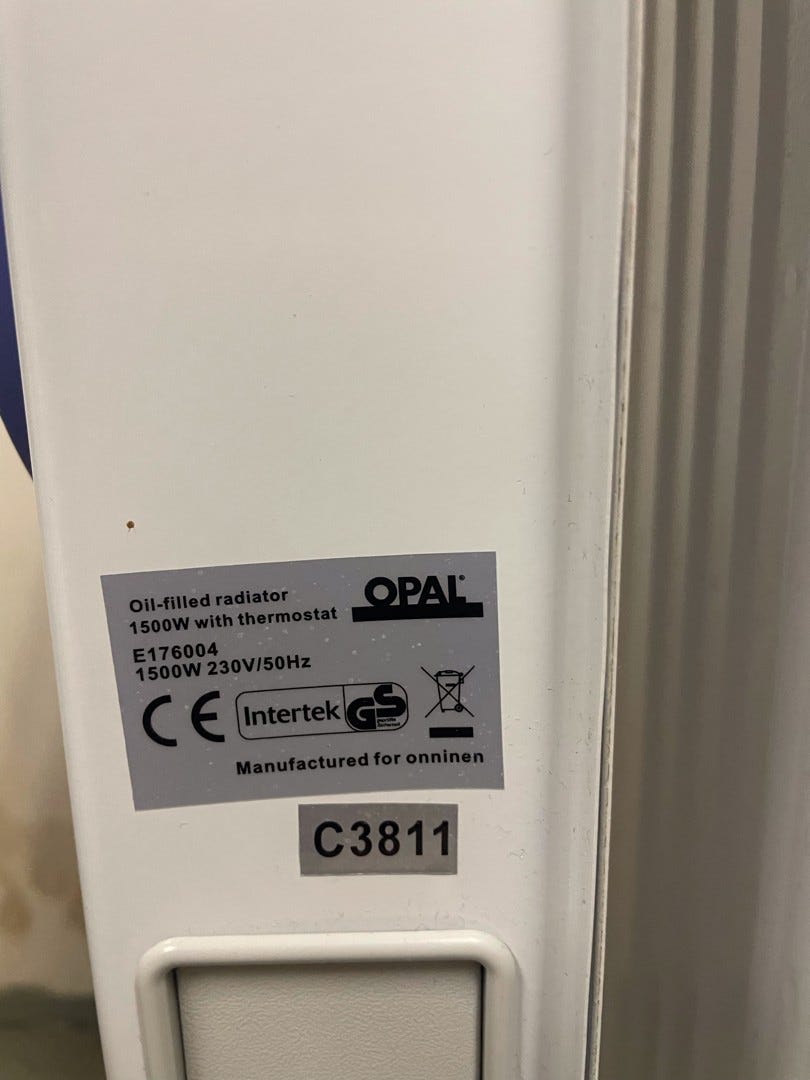 Oil-filled radiator
1500W with thermostat
OPAL®
E176004
1500W 230V/50Hz
CE
Intertek GS
Manufactured for onninen
C3811